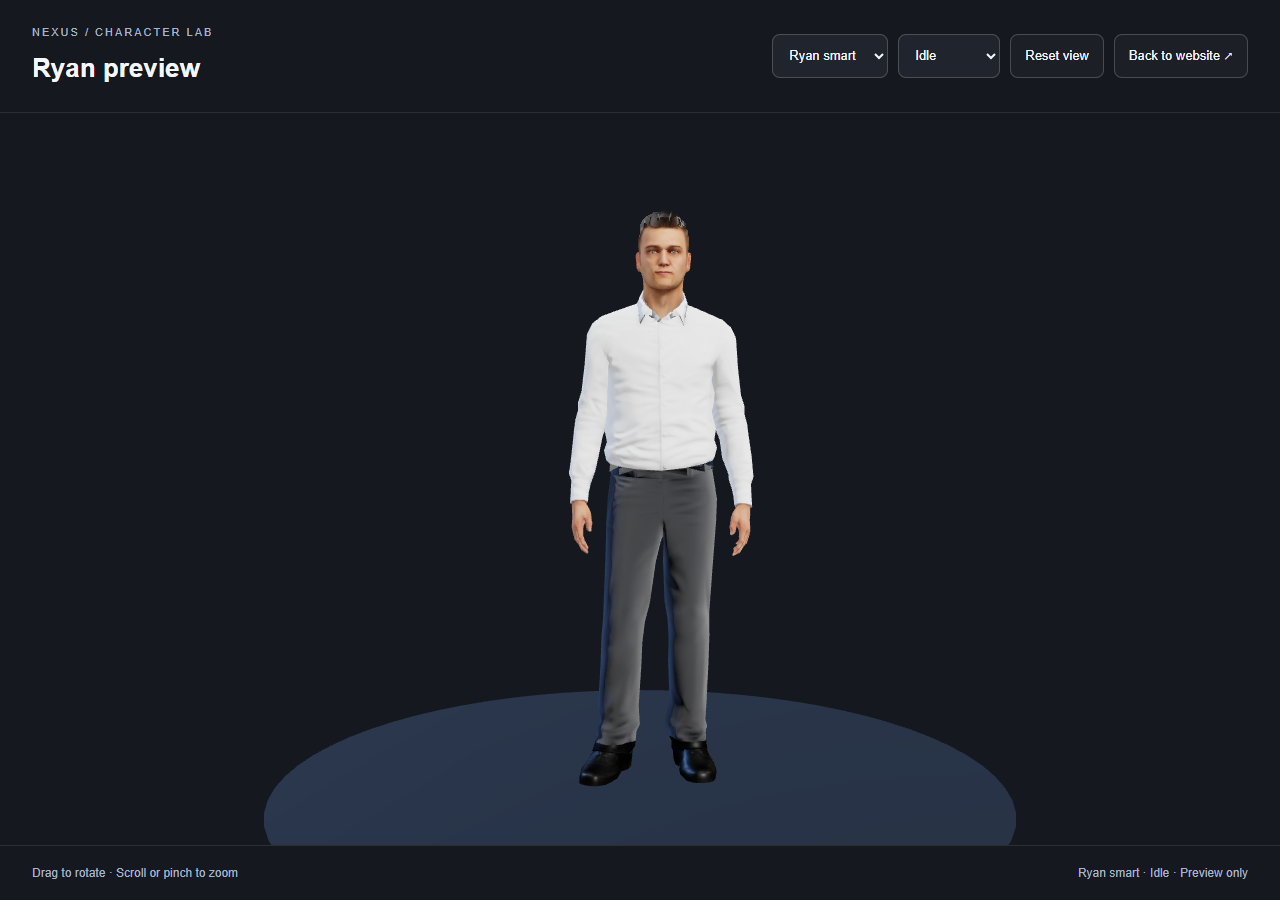 NEXUS / CHARACTER LAB
Ryan preview
Ryan smart
Idle
Reset view
Back to website ↗
Drag to rotate · Scroll or pinch to zoom
Ryan smart · Idle · Preview only